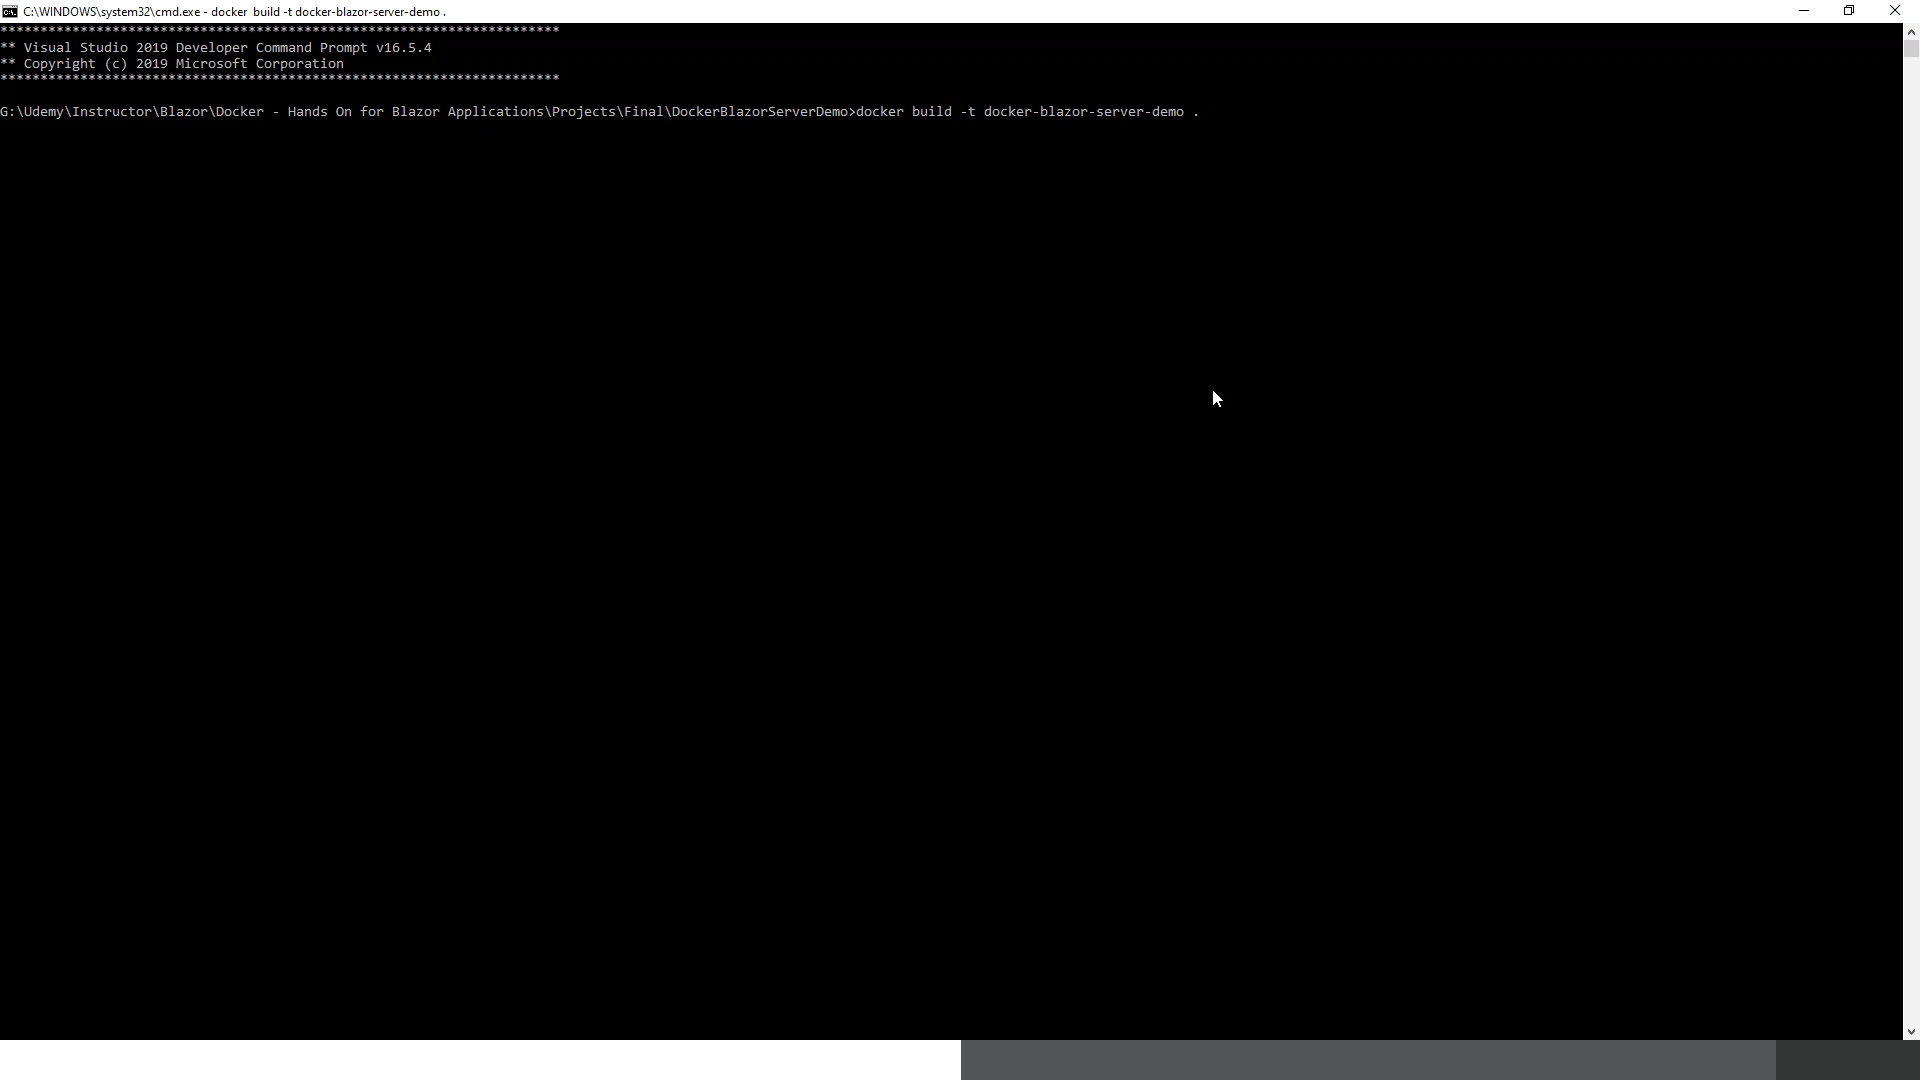 C:\WINDOWS\system32\cmd.exe - docker  build -t docker-blazor-server-demo .
**********************************************************************
** Visual Studio 2019 Developer Command Prompt v16.5.4
** Copyright (c) 2019 Microsoft Corporation
**********************************************************************
G:\Udemy\Instructor\Blazor\Docker - Hands On for Blazor Applications\Projects\Final\DockerBlazorServerDemo>docker build -t docker-blazor-server-demo .